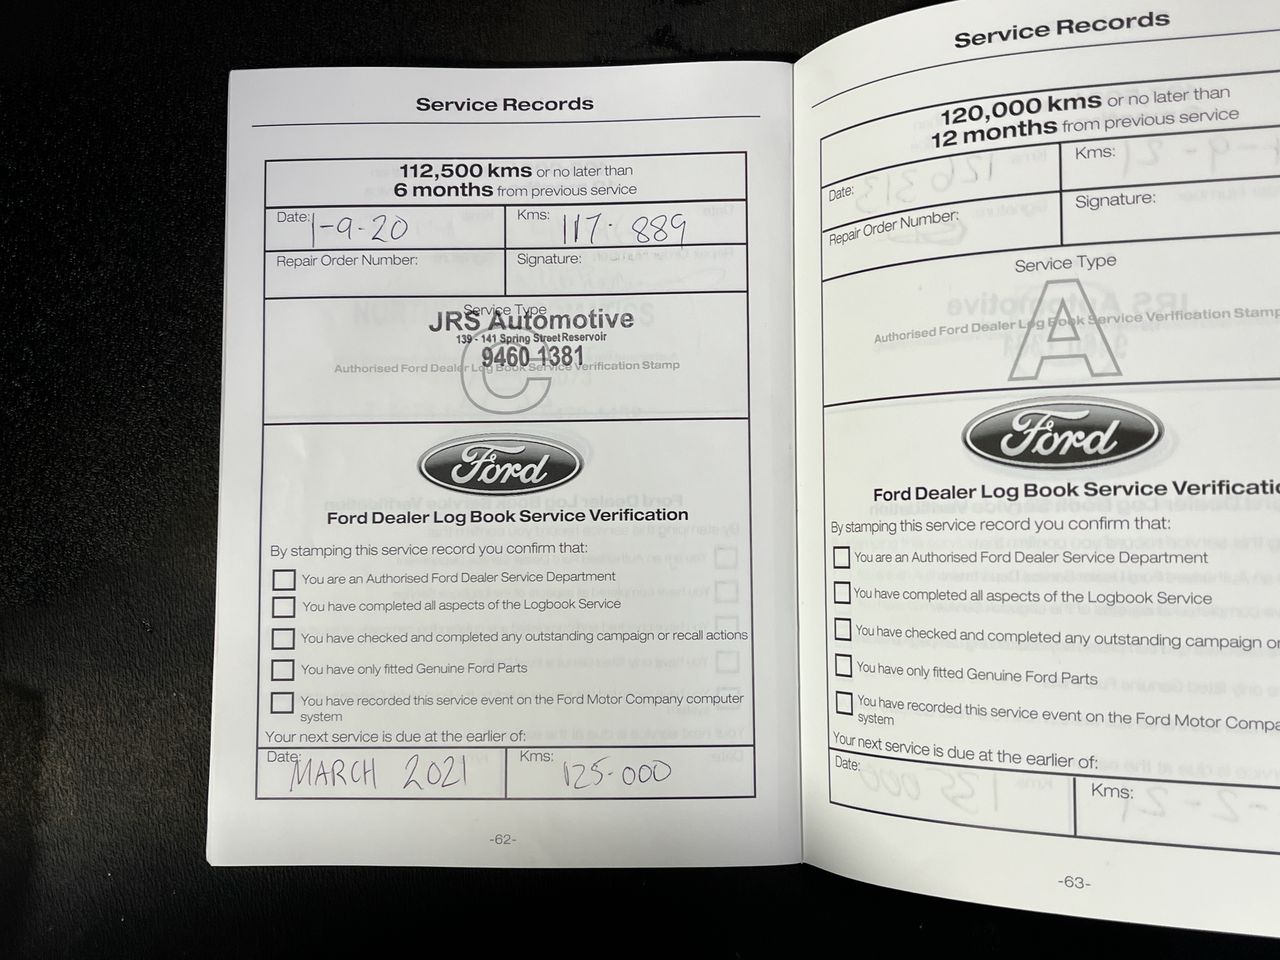 Service Records
112,500 kms or no later than
6 months from previous service
Date: 1-9-20
Kms: 117.889
Repair Order Number:
Signature:
Service Type
JRS Automotive
139 - 141 Spring Street Reservoir
9460 1381
Authorised Ford Dealer Log Book Service Verification Stamp
C
Ford
Ford Dealer Log Book Service Verification
By stamping this service record you confirm that:
You are an Authorised Ford Dealer Service Department
You have completed all aspects of the Logbook Service
You have checked and completed any outstanding campaign or recall actions
You have only fitted Genuine Ford Parts
You have recorded this service event on the Ford Motor Company computer
system
Your next service is due at the earlier of:
Date: MARCH 2021
Kms: 125.000
-62-
Service Records
120,000 kms or no later than
12 months from previous service
Date:
Kms:
Repair Order Number:
Signature:
Service Type
Authorised Ford Dealer Log Book Service Verification Stamp
A
Ford
Ford Dealer Log Book Service Verificatio
By stamping this service record you confirm that:
You are an Authorised Ford Dealer Service Department
You have completed all aspects of the Logbook Service
You have checked and completed any outstanding campaign or
You have only fitted Genuine Ford Parts
You have recorded this service event on the Ford Motor Compa
system
Your next service is due at the earlier of:
Date:
Kms:
-63-